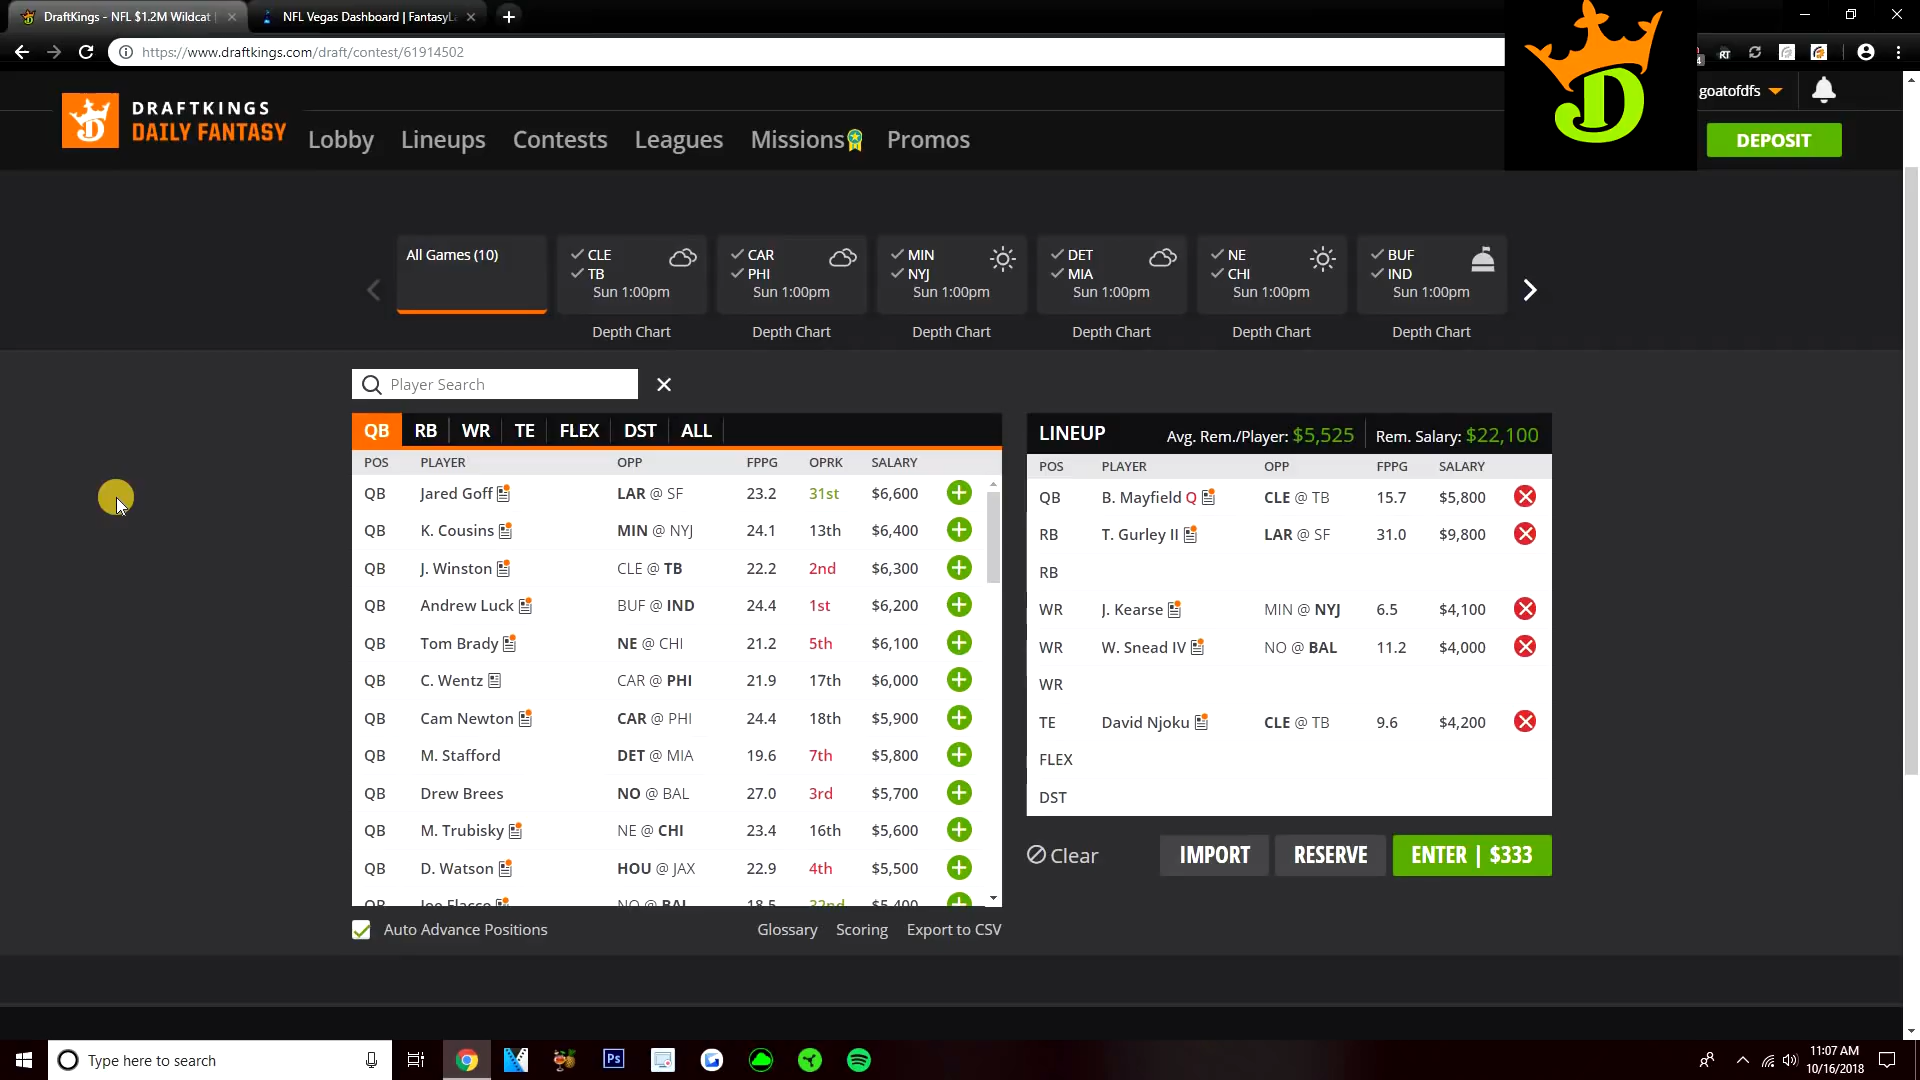 DraftKings - NFL $1.2M Wildcat
NFL Vegas Dashboard | FantasyLa
https://www.draftkings.com/draft/contest/61914502
RT
DRAFTKINGS
DAILY FANTASY
Lobby Lineups Contests Leagues Missions Promos
goatofdfs
DEPOSIT
All Games (10)
CLE
TB
Sun 1:00pm
Depth Chart
CAR
PHI
Sun 1:00pm
Depth Chart
MIN
NYJ
Sun 1:00pm
Depth Chart
DET
MIA
Sun 1:00pm
Depth Chart
NE
CHI
Sun 1:00pm
Depth Chart
BUF
IND
Sun 1:00pm
Depth Chart
Player Search
QB RB WR TE FLEX DST ALL
POS PLAYER OPP FPPG OPRK SALARY
QB Jared Goff LAR @ SF 23.2 31st $6,600
QB K. Cousins MIN @ NYJ 24.1 13th $6,400
QB J. Winston CLE @ TB 22.2 2nd $6,300
QB Andrew Luck BUF @ IND 24.4 1st $6,200
QB Tom Brady NE @ CHI 21.2 5th $6,100
QB C. Wentz CAR @ PHI 21.9 17th $6,000
QB Cam Newton CAR @ PHI 24.4 18th $5,900
QB M. Stafford DET @ MIA 19.6 7th $5,800
QB Drew Brees NO @ BAL 27.0 3rd $5,700
QB M. Trubisky NE @ CHI 23.4 16th $5,600
QB D. Watson HOU @ JAX 22.9 4th $5,500
QB Joe Flacco NO @ BAL 18.5 32nd $5,400
Auto Advance Positions
Glossary Scoring Export to CSV
LINEUP Avg. Rem./Player: $5,525 Rem. Salary: $22,100
POS PLAYER OPP FPPG SALARY
QB B. Mayfield Q CLE @ TB 15.7 $5,800
RB T. Gurley II LAR @ SF 31.0 $9,800
RB
WR J. Kearse MIN @ NYJ 6.5 $4,100
WR W. Snead IV NO @ BAL 11.2 $4,000
WR
TE David Njoku CLE @ TB 9.6 $4,200
FLEX
DST
Clear IMPORT RESERVE ENTER | $333
Type here to search
Ps
11:07 AM
10/16/2018